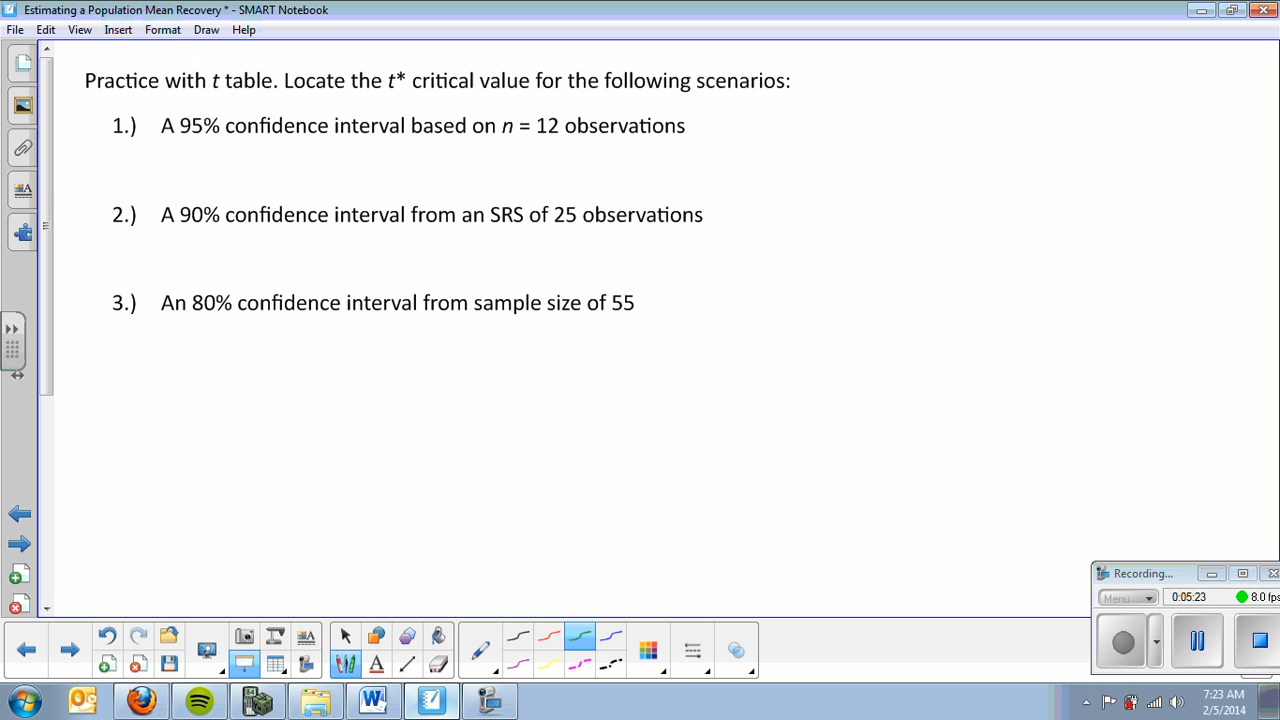 Estimating a Population Mean Recovery * - SMART Notebook
File Edit View Insert Format Draw Help
Practice with t table. Locate the t* critical value for the following scenarios:
1.) A 95% confidence interval based on n = 12 observations
2.) A 90% confidence interval from an SRS of 25 observations
3.) An 80% confidence interval from sample size of 55
Recording...
Menu 0:05:23 8.0 fps
7:23 AM
2/5/2014